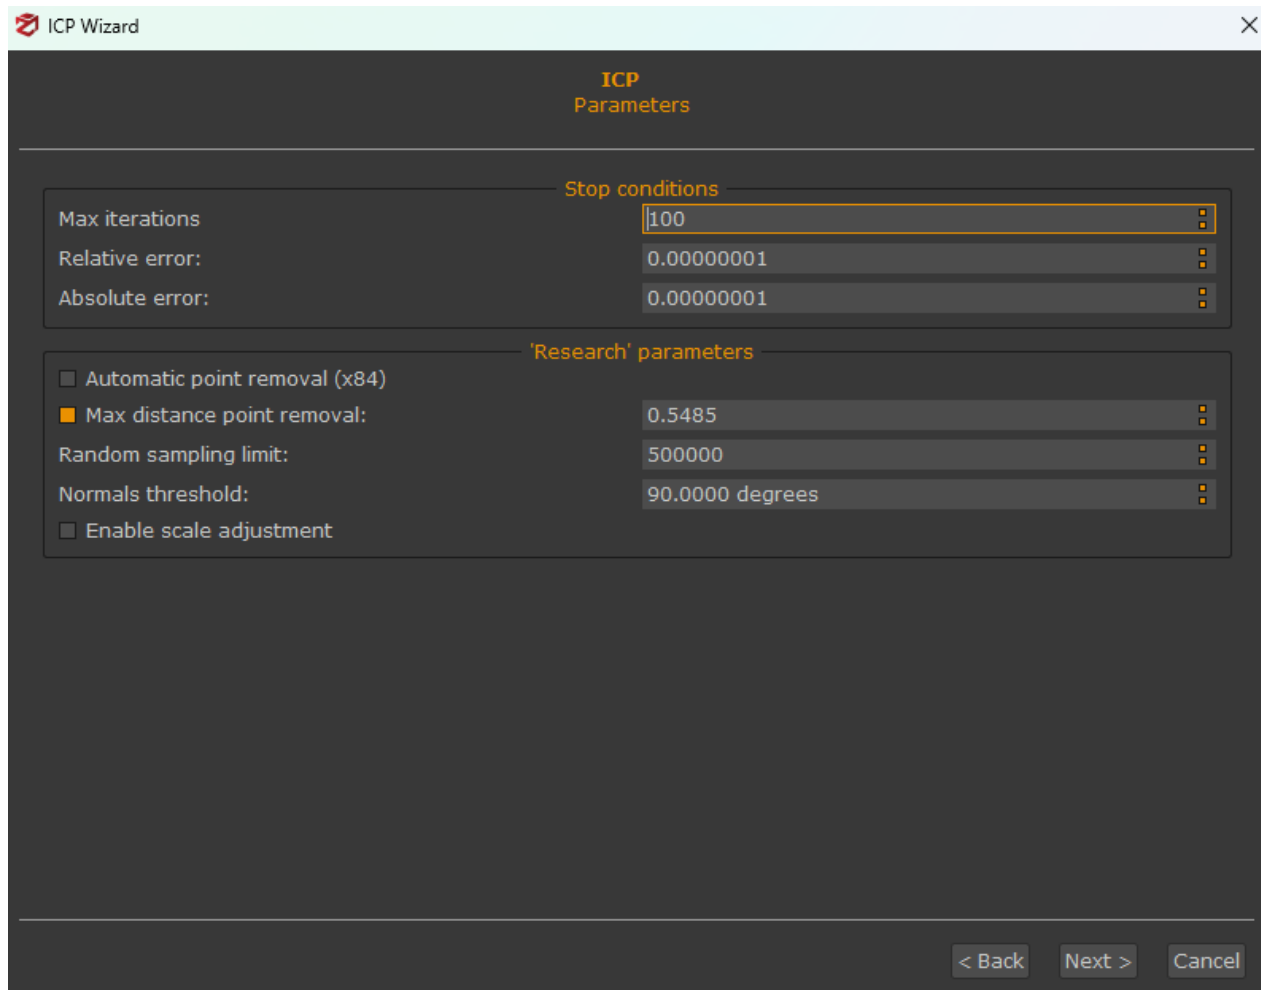 ICP Wizard
ICP
Parameters
Stop conditions
Max iterations 100
Relative error: 0.00000001
Absolute error: 0.00000001
'Research' parameters
Automatic point removal (x84)
Max distance point removal: 0.5485
Random sampling limit: 500000
Normals threshold: 90.0000 degrees
Enable scale adjustment
< Back Next > Cancel